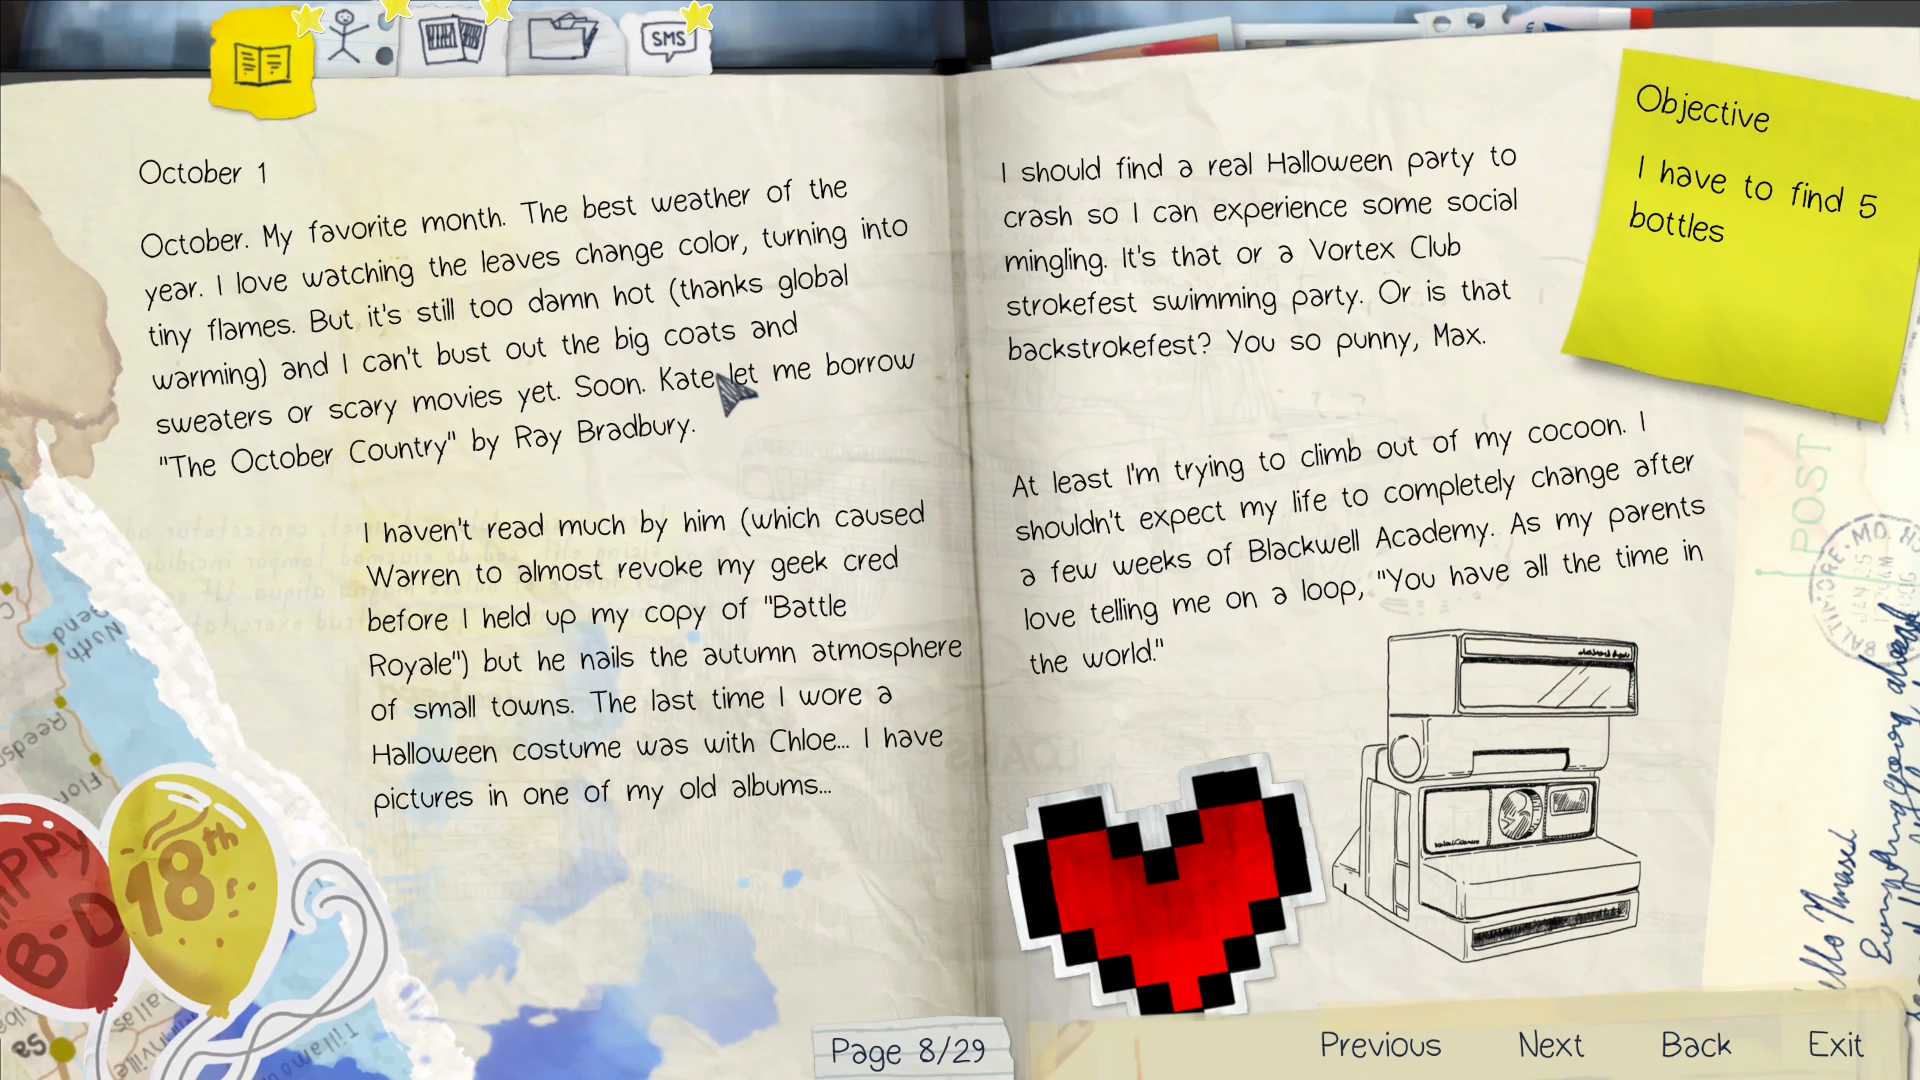 SMS
October 1
October. My favorite month. The best weather of the
year. I love watching the leaves change color, turning into
tiny flames. But it's still too damn hot (thanks global
warming) and I can't bust out the big coats and
sweaters or scary movies yet. Soon. Kate let me borrow
"The October Country" by Ray Bradbury.
I haven't read much by him (which caused
Warren to almost revoke my geek cred
before I held up my copy of "Battle
Royale") but he nails the autumn atmosphere
of small towns. The last time I wore a
Halloween costume was with Chloe... I have
pictures in one of my old albums...
I should find a real Halloween party to
crash so I can experience some social
mingling. It's that or a Vortex Club
strokefest swimming party. Or is that
backstrokefest? You so punny, Max.
At least I'm trying to climb out of my cocoon. I
shouldn't expect my life to completely change after
a few weeks of Blackwell Academy. As my parents
love telling me on a loop, "You have all the time in
the world."
Objective
I have to find 5
bottles
POST
North
Bend
B-D
18th
Page 8/29
Previous
Next
Back
Exit